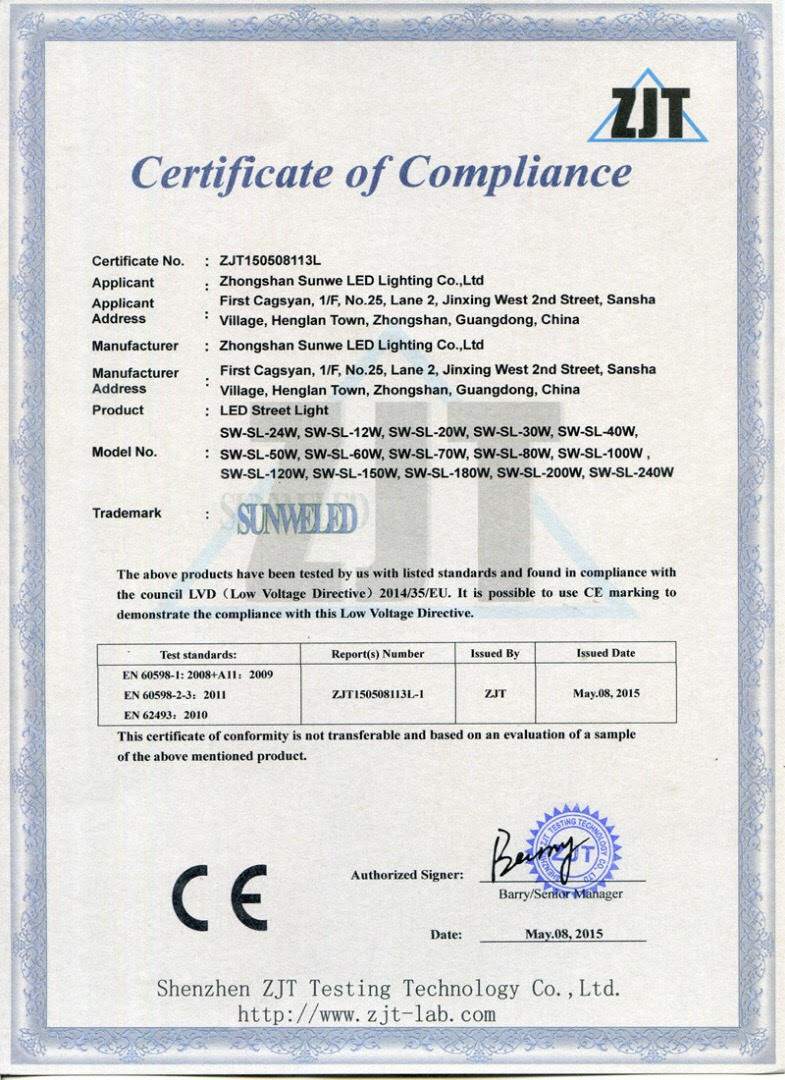 ZJT
Certificate of Compliance
Certificate No. : ZJT150508113L
Applicant : Zhongshan Sunwe LED Lighting Co.,Ltd
Applicant Address : First Cagsyan, 1/F, No.25, Lane 2, Jinxing West 2nd Street, Sansha
Village, Henglan Town, Zhongshan, Guangdong, China
Manufacturer : Zhongshan Sunwe LED Lighting Co.,Ltd
Manufacturer Address : First Cagsyan, 1/F, No.25, Lane 2, Jinxing West 2nd Street, Sansha
Village, Henglan Town, Zhongshan, Guangdong, China
Product : LED Street Light
SW-SL-24W, SW-SL-12W, SW-SL-20W, SW-SL-30W, SW-SL-40W,
Model No. : SW-SL-50W, SW-SL-60W, SW-SL-70W, SW-SL-80W, SW-SL-100W ,
SW-SL-120W, SW-SL-150W, SW-SL-180W, SW-SL-200W, SW-SL-240W
Trademark : SUNWELED
ZJT
The above products have been tested by us with listed standards and found in compliance with
the council LVD（Low Voltage Directive）2014/35/EU. It is possible to use CE marking to
demonstrate the compliance with this Low Voltage Directive.
Test standards: Report(s) Number Issued By Issued Date
EN 60598-1: 2008+A11：2009
EN 60598-2-3：2011 ZJT150508113L-1 ZJT May.08, 2015
EN 62493：2010
This certificate of conformity is not transferable and based on an evaluation of a sample
of the above mentioned product.
CE
SHENZHEN ZJT TESTING TECHNOLOGY CO.,LTD
ZJT
Authorized Signer:
Barry/Senior Manager
Date: May.08, 2015
Shenzhen ZJT Testing Technology Co.,Ltd.
http://www.zjt-lab.com